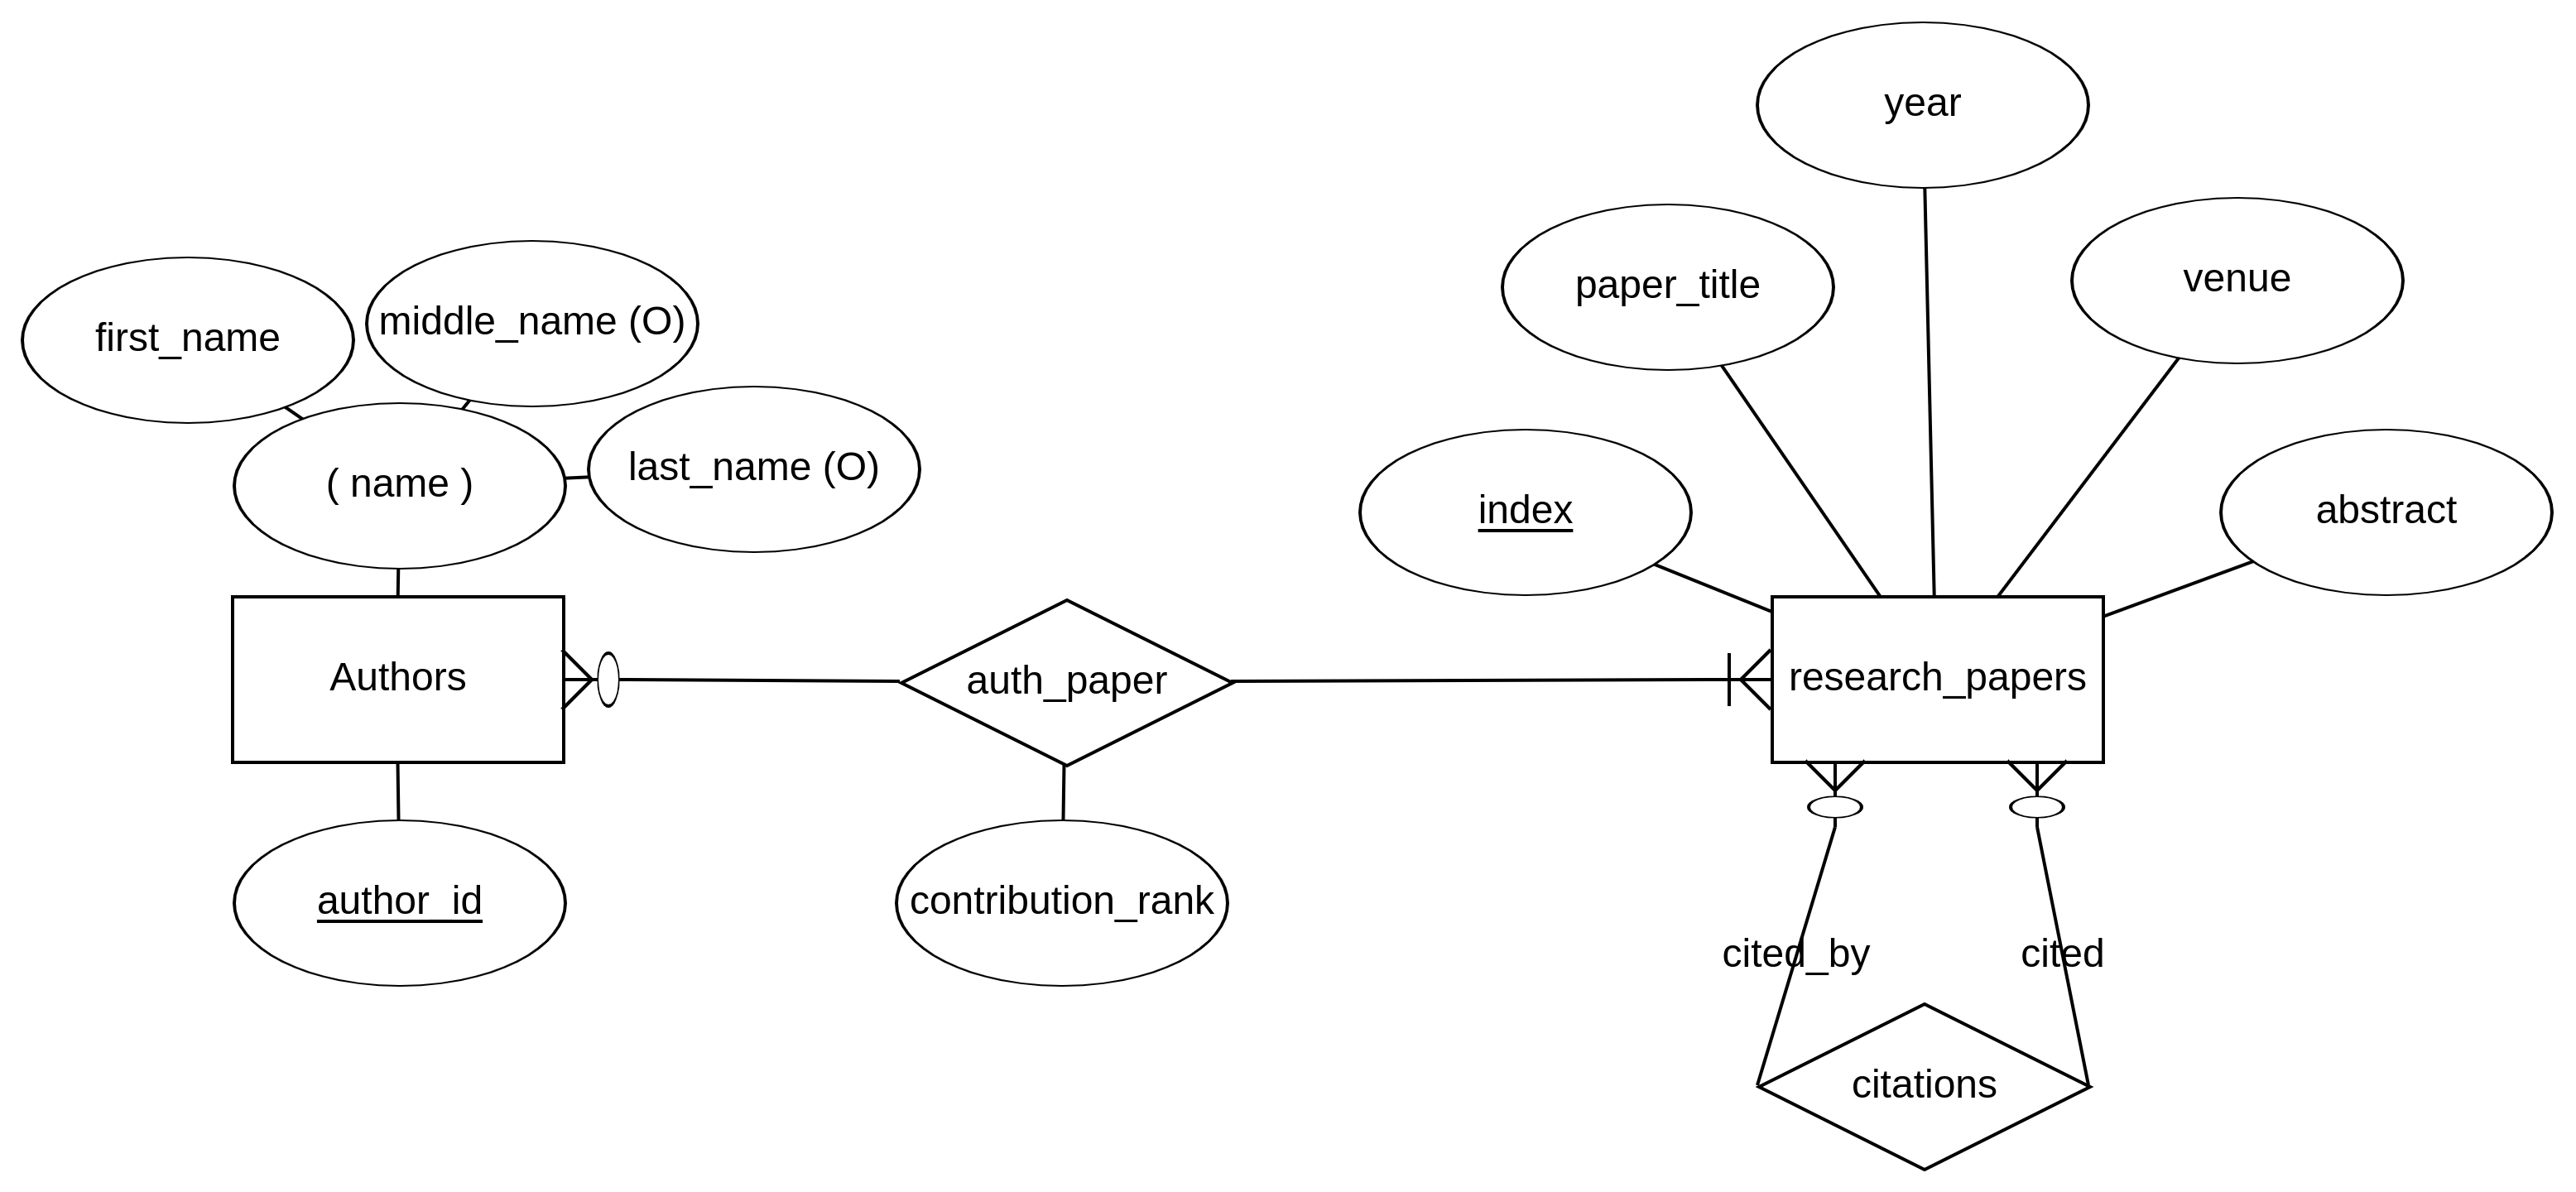 year
paper_title
venue
first_name
middle_name (O)
( name )
last_name (O)
index
abstract
Authors
auth_paper
research_papers
author_id
contribution_rank
cited_by
cited
citations